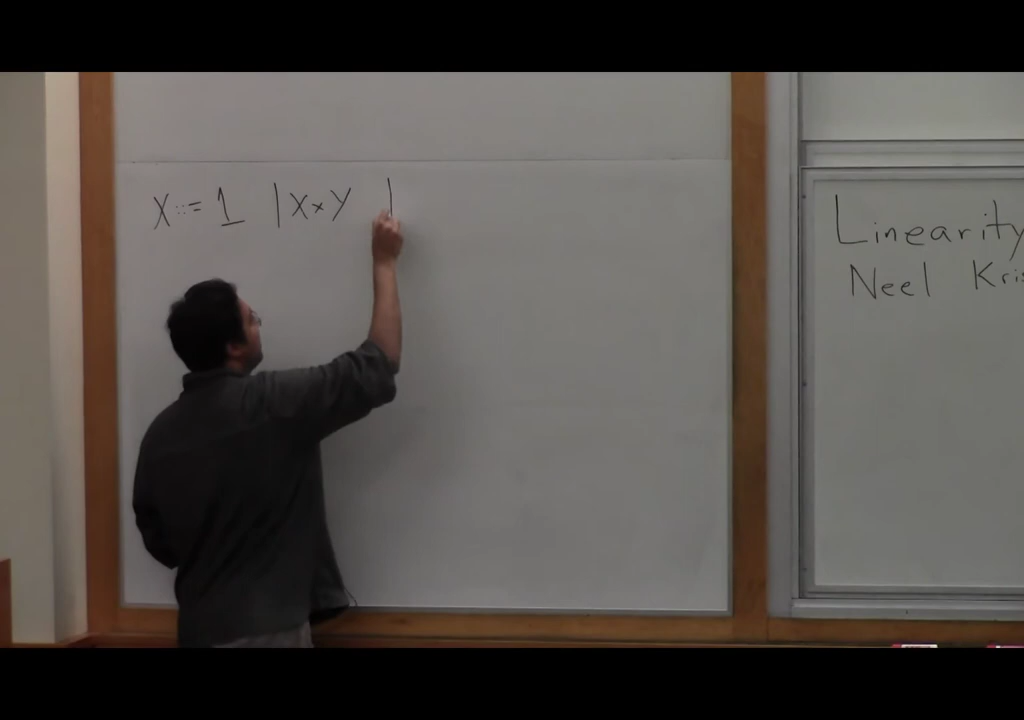 X ::= 1 | X × Y |
Linearity
Neel